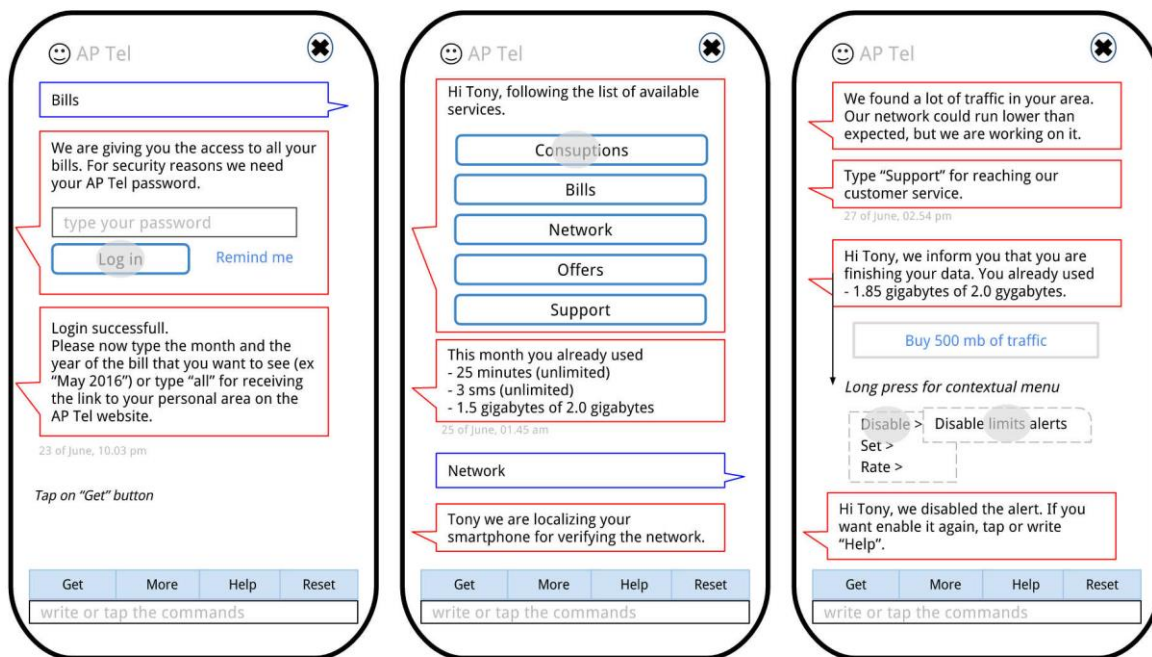 AP Tel
Bills
We are giving you the access to all your
bills. For security reasons we need
your AP Tel password.
type your password
Log in
Remind me
Login successfull.
Please now type the month and the
year of the bill that you want to see (ex
“May 2016”) or type “all” for receiving
the link to your personal area on the
AP Tel website.
23 of June, 10.03 pm
Tap on “Get” button
Get More Help Reset
write or tap the commands
AP Tel
Hi Tony, following the list of available
services.
Consuptions
Bills
Network
Offers
Support
This month you already used
- 25 minutes (unlimited)
- 3 sms (unlimited)
- 1.5 gigabytes of 2.0 gigabytes
25 of June, 01.45 am
Network
Tony we are localizing your
smartphone for verifying the network.
Get More Help Reset
write or tap the commands
AP Tel
We found a lot of traffic in your area.
Our network could run lower than
expected, but we are working on it.
Type “Support” for reaching our
customer service.
27 of June, 02.54 pm
Hi Tony, we inform you that you are
finishing your data. You already used
- 1.85 gigabytes of 2.0 gygabytes.
Buy 500 mb of traffic
Long press for contextual menu
Disable > Disable limits alerts
Set >
Rate >
Hi Tony, we disabled the alert. If you
want enable it again, tap or write
“Help”.
Get More Help Reset
write or tap the commands